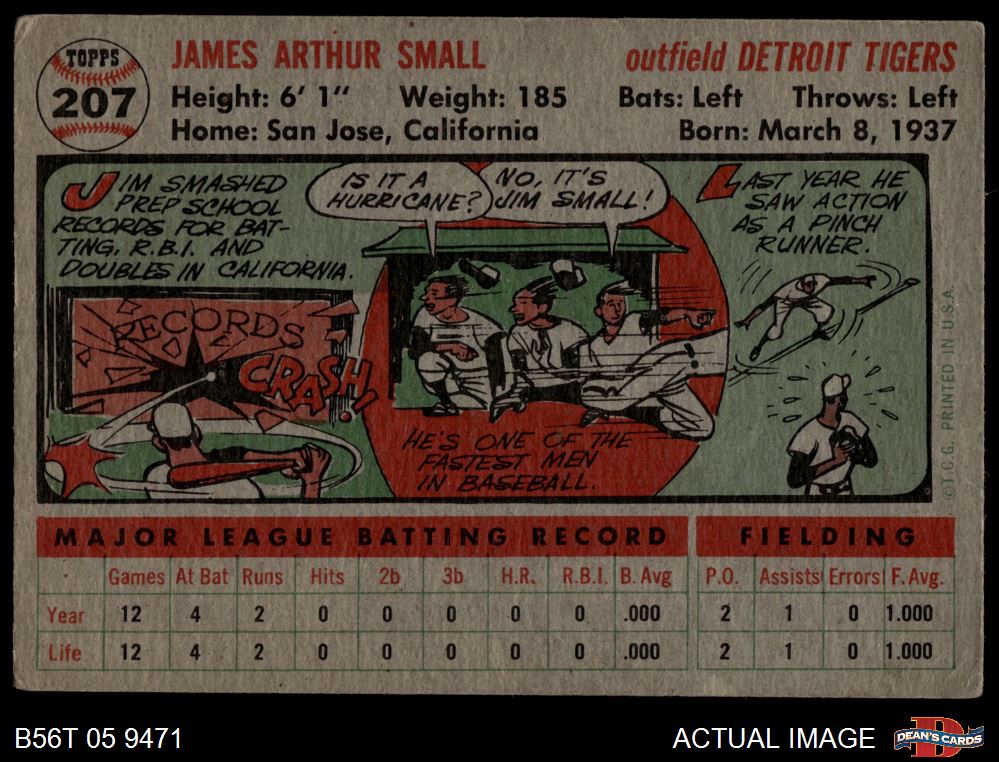 TOPPS
207
JAMES ARTHUR SMALL
outfield DETROIT TIGERS
Height: 6' 1" Weight: 185 Bats: Left Throws: Left
Home: San Jose, California Born: March 8, 1937
JIM SMASHED
PREP SCHOOL
RECORDS FOR BAT-
TING, R.B.I. AND
DOUBLES IN CALIFORNIA.
RECORDS
CRASH!
IS IT A
HURRICANE?
NO, IT'S
JIM SMALL!
HE'S ONE OF THE
FASTEST MEN
IN BASEBALL.
LAST YEAR HE
SAW ACTION
AS A PINCH
RUNNER.
©T.C.G. PRINTED IN U.S.A.
MAJOR LEAGUE BATTING RECORD FIELDING
Games At Bat Runs Hits 2b 3b H.R. R.B.I. B. Avg P.O. Assists Errors F. Avg.
Year 12 4 2 0 0 0 0 0 .000 2 1 0 1.000
Life 12 4 2 0 0 0 0 0 .000 2 1 0 1.000
B56T 05 9471
ACTUAL IMAGE
DEAN'S CARDS